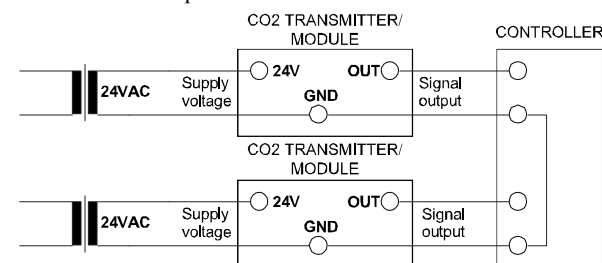 CO2 TRANSMITTER/
MODULE
CONTROLLER
24VAC
Supply
voltage
24V
OUT
GND
Signal
output
CO2 TRANSMITTER/
MODULE
24VAC
Supply
voltage
24V
OUT
GND
Signal
output